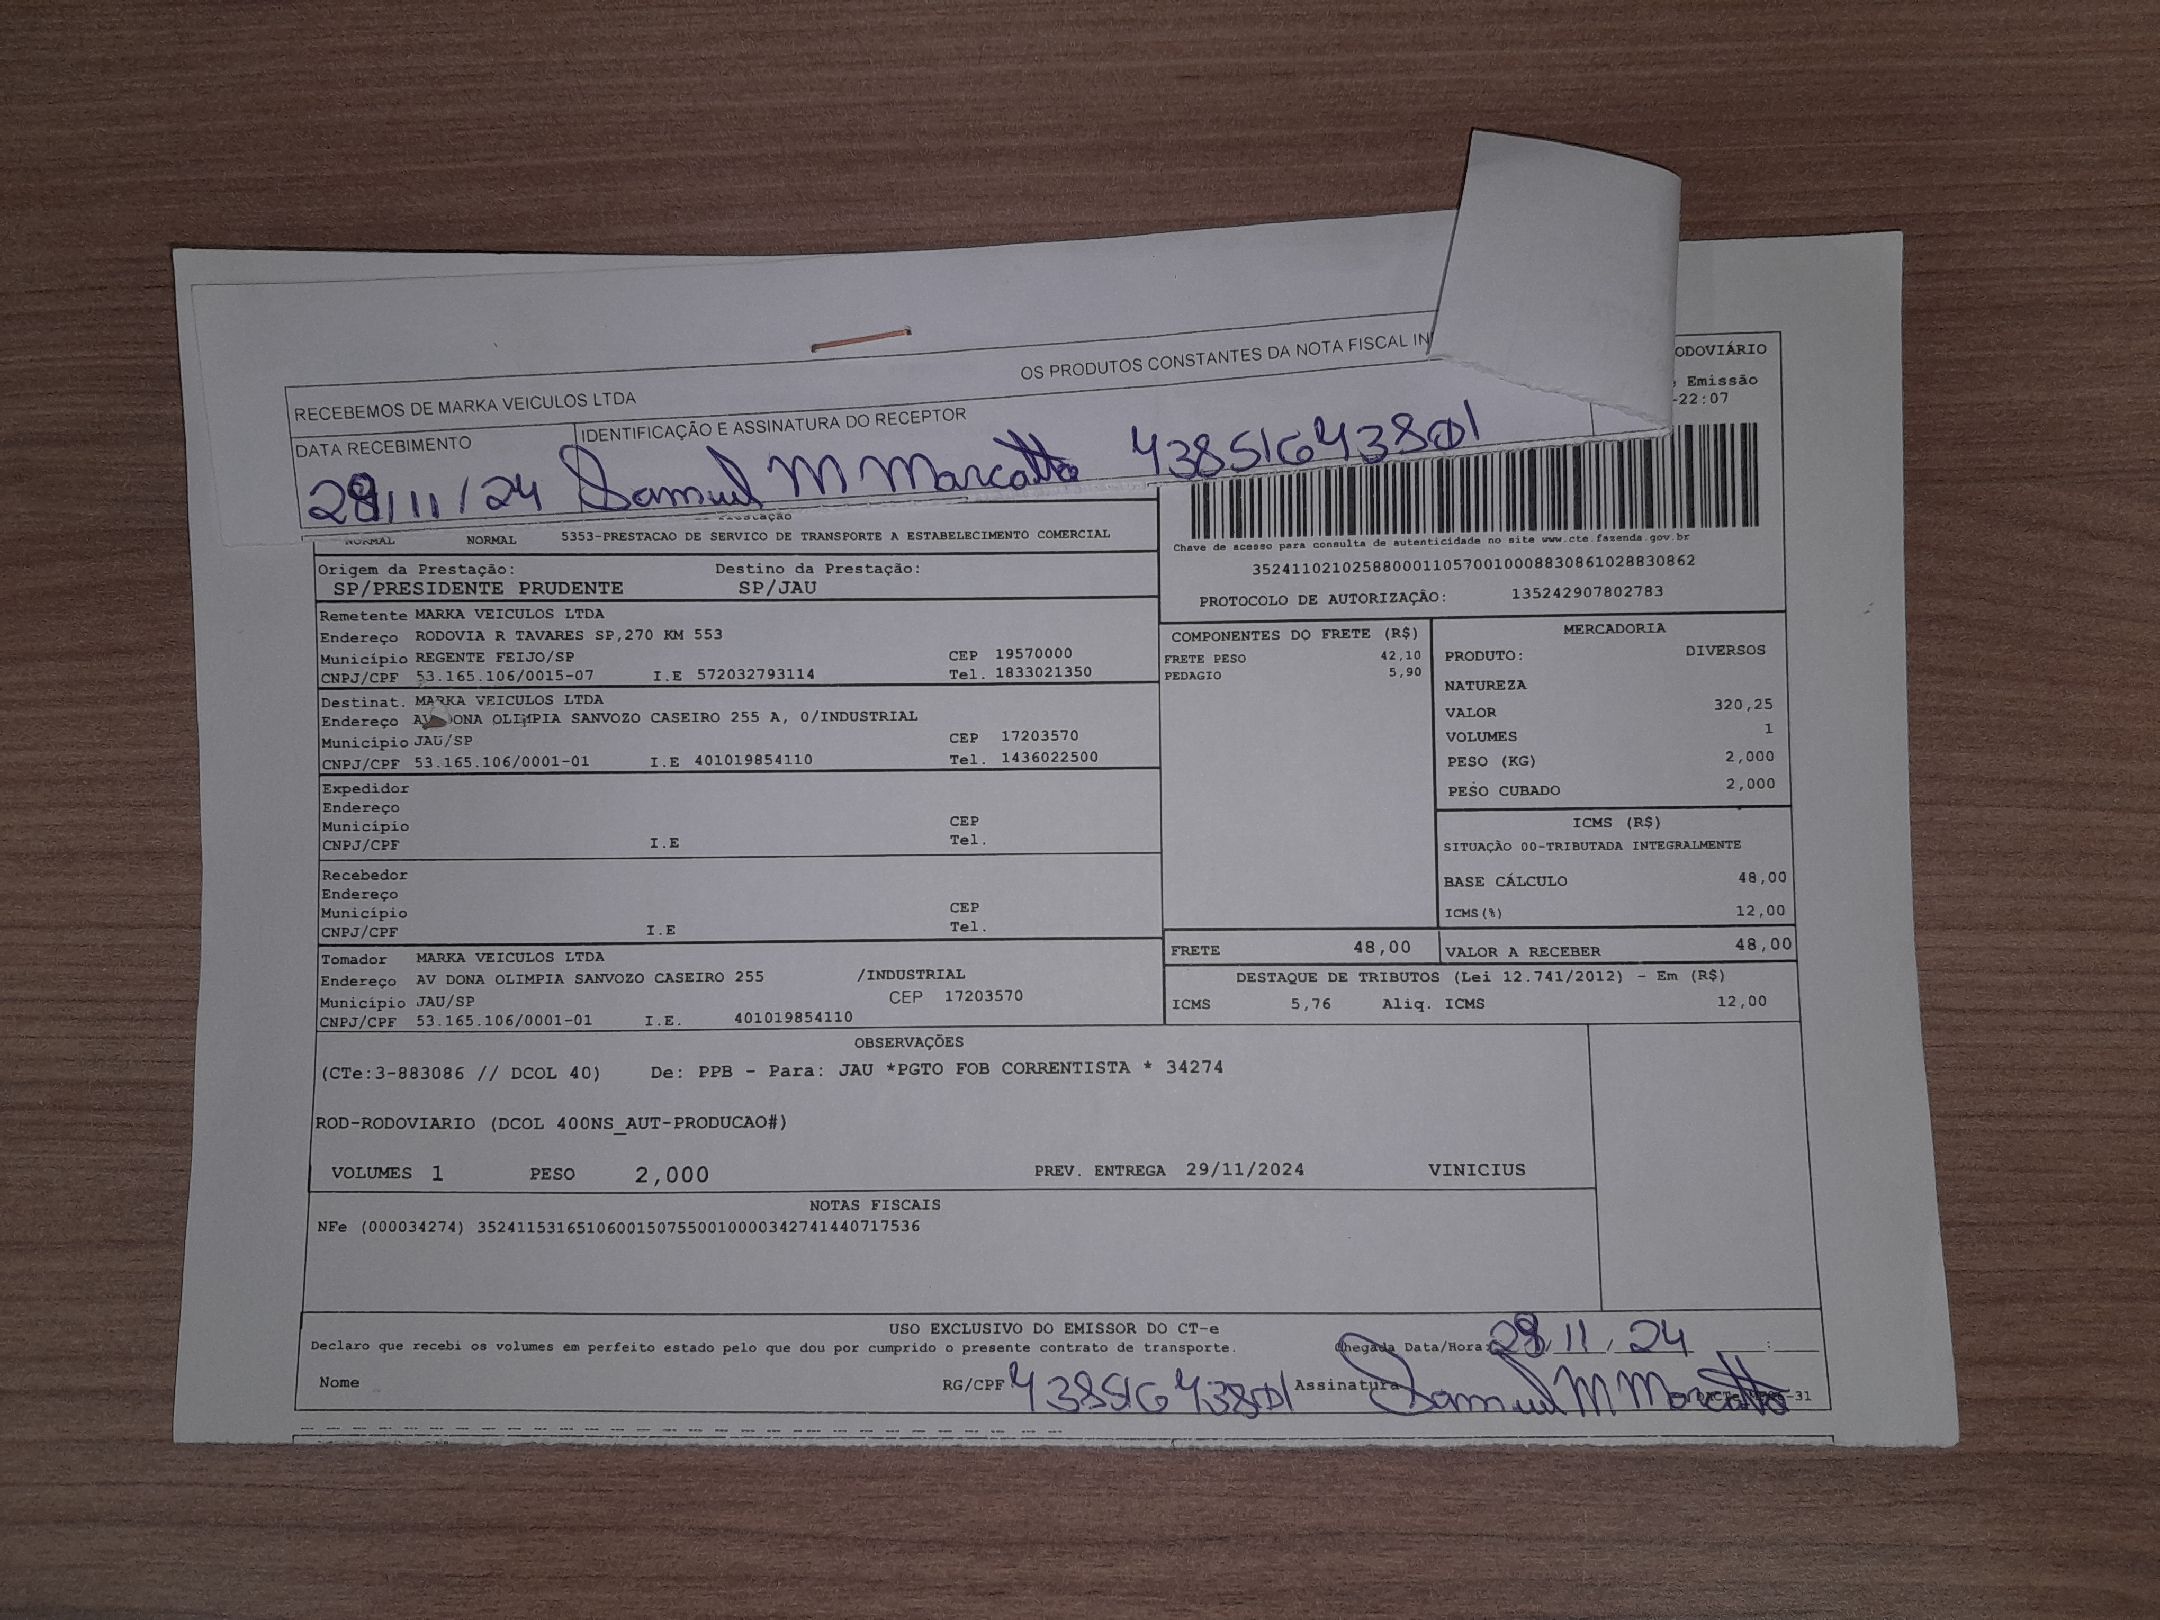 RECEBEMOS DE MARKA VEICULOS LTDA OS PRODUTOS CONSTANTES DA NOTA FISCAL IN
DATA RECEBIMENTO IDENTIFICAÇÃO E ASSINATURA DO RECEPTOR
/11/24 Samuel M Marcatto 43851643801
ODOVIÁRIO
Emissão
-22:07
NORMAL NORMAL 5353-PRESTACAO DE SERVICO DE TRANSPORTE A ESTABELECIMENTO COMERCIAL
Chave de acesso para consulta de autenticidade no site www.cte.fazenda.gov.br
35241102102588000110570010008830861028830862
PROTOCOLO DE AUTORIZAÇÃO: 135242907802783
Origem da Prestação: Destino da Prestação:
SP/PRESIDENTE PRUDENTE SP/JAU
Remetente MARKA VEICULOS LTDA
Endereço RODOVIA R TAVARES SP,270 KM 553
Município REGENTE FEIJO/SP CEP 19570000
CNPJ/CPF 53.165.106/0015-07 I.E 572032793114 Tel. 1833021350
Destinat. MARKA VEICULOS LTDA
Endereço AV DONA OLIMPIA SANVOZO CASEIRO 255 A, 0/INDUSTRIAL
Município JAU/SP CEP 17203570
CNPJ/CPF 53.165.106/0001-01 I.E 401019854110 Tel. 1436022500
Expedidor
Endereço
Município CEP
CNPJ/CPF I.E Tel.
Recebedor
Endereço
Município CEP
CNPJ/CPF I.E Tel.
Tomador MARKA VEICULOS LTDA
Endereço AV DONA OLIMPIA SANVOZO CASEIRO 255 /INDUSTRIAL
Município JAU/SP CEP 17203570
CNPJ/CPF 53.165.106/0001-01 I.E. 401019854110
COMPONENTES DO FRETE (R$)
FRETE PESO 42,10
PEDAGIO 5,90
MERCADORIA
PRODUTO: DIVERSOS
NATUREZA
VALOR 320,25
VOLUMES 1
PESO (KG) 2,000
PESO CUBADO 2,000
ICMS (R$)
SITUAÇÃO 00-TRIBUTADA INTEGRALMENTE
BASE CÁLCULO 48,00
ICMS(%) 12,00
FRETE 48,00 VALOR A RECEBER 48,00
DESTAQUE DE TRIBUTOS (Lei 12.741/2012) - Em (R$)
ICMS 5,76 Aliq. ICMS 12,00
OBSERVAÇÕES
(CTe:3-883086 // DCOL 40) De: PPB - Para: JAU *PGTO FOB CORRENTISTA * 34274
ROD-RODOVIARIO (DCOL 400NS_AUT-PRODUCAO#)
VOLUMES 1 PESO 2,000 PREV. ENTREGA 29/11/2024 VINICIUS
NOTAS FISCAIS
NFe (000034274) 35241153165106001507550010000342741440717536
USO EXCLUSIVO DO EMISSOR DO CT-e
Declaro que recebi os volumes em perfeito estado pelo que dou por cumprido o presente contrato de transporte. Chegada Data/Hora: /11/24 :
Nome RG/CPF 43851643801 Assinatura Samuel M Marcatto